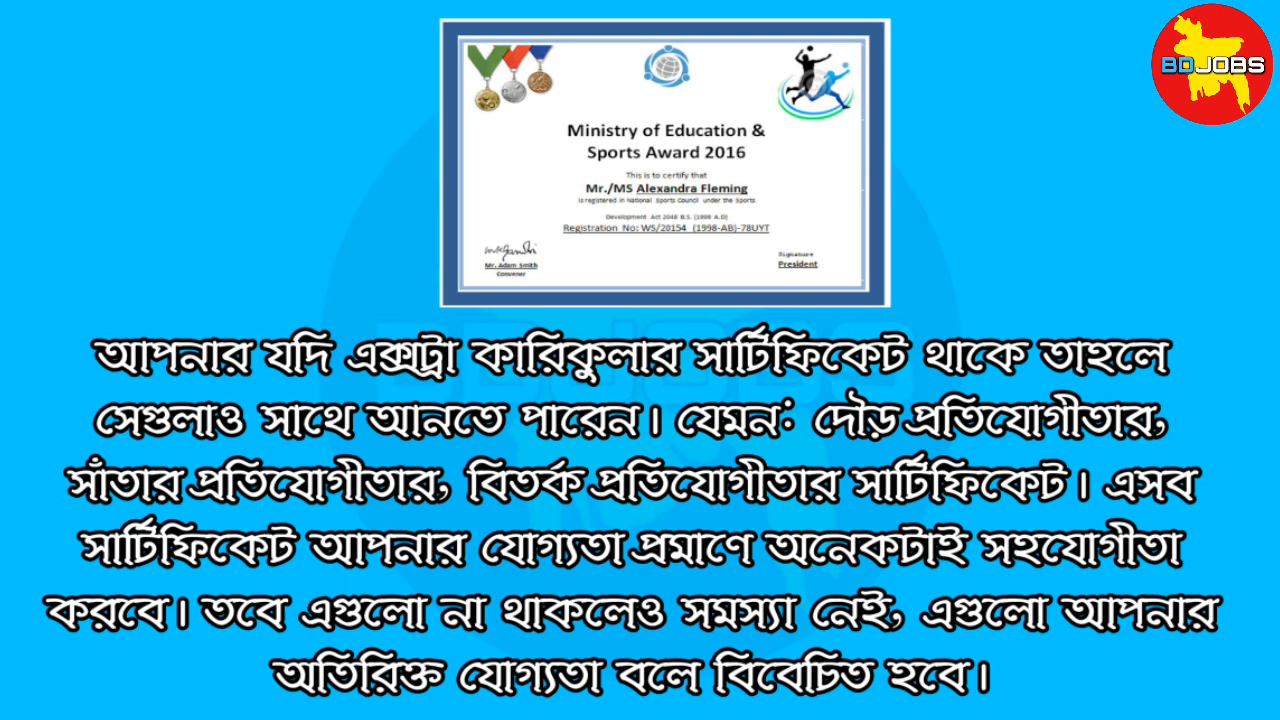 BDJOBS
Ministry of Education &
Sports Award 2016
This is to certify that
Mr./MS Alexandra Fleming
is registered in National Sports Council under the Sports
Development Act 2048 B.S. (1998 A.D)
Registration No: WS/20154 (1998-AB)-78UYT
Mr. Adam Smith
Convener
Signature
President
আপনার যদি এক্সট্রা কারিকুলার সার্টিফিকেট থাকে তাহলে
সেগুলাও সাথে আনতে পারেন। যেমনঃ দৌড় প্রতিযোগীতার,
সাঁতার প্রতিযোগীতার, বিতর্ক প্রতিযোগীতার সার্টিফিকেট। এসব
সার্টিফিকেট আপনার যোগ্যতা প্রমাণে অনেকটাই সহযোগীতা
করবে। তবে এগুলো না থাকলেও সমস্যা নেই, এগুলো আপনার
অতিরিক্ত যোগ্যতা বলে বিবেচিত হবে।